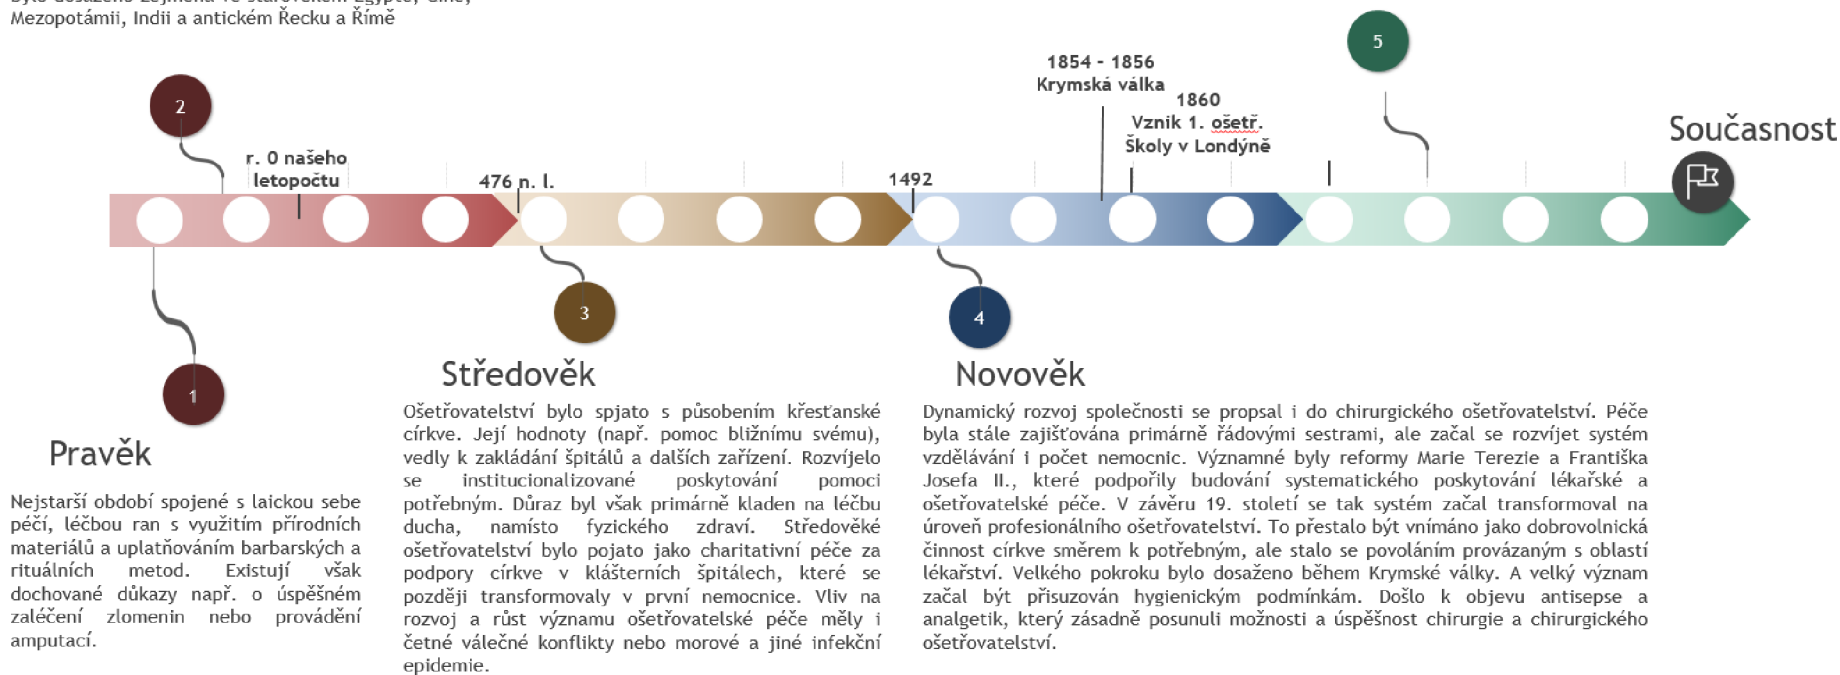 Mezopotámii, Indii a antickém Řecku a Římě
5
1854 - 1856
Krymská válka
2
1860
Vznik 1. ošetř.
Školy v Londýně
Současnost
r. 0 našeho
letopočtu
476 n. l.
1492
3
4
1
Pravěk
Nejstarší období spojené s laickou sebe
péčí, léčbou ran s využitím přírodních
materiálů a uplatňováním barbarských a
rituálních metod. Existují však
dochované důkazy např. o úspěšném
zaléčení zlomenin nebo provádění
amputací.
Středověk
Ošetřovatelství bylo spjato s působením křesťanské
církve. Její hodnoty (např. pomoc bližnímu svému),
vedly k zakládání špitálů a dalších zařízení. Rozvíjelo
se institucionalizované poskytování pomoci
potřebným. Důraz byl však primárně kladen na léčbu
ducha, namísto fyzického zdraví. Středověké
ošetřovatelství bylo pojato jako charitativní péče za
podpory církve v klášterních špitálech, které se
později transformovaly v první nemocnice. Vliv na
rozvoj a růst významu ošetřovatelské péče měly i
četné válečné konflikty nebo morové a jiné infekční
epidemie.
Novověk
Dynamický rozvoj společnosti se propsal i do chirurgického ošetřovatelství. Péče
byla stále zajišťována primárně řádovými sestrami, ale začal se rozvíjet systém
vzdělávání i počet nemocnic. Významné byly reformy Marie Terezie a Františka
Josefa II., které podpořily budování systematického poskytování lékařské a
ošetřovatelské péče. V závěru 19. století se tak systém začal transformoval na
úroveň profesionálního ošetřovatelství. To přestalo být vnímáno jako dobrovolnická
činnost církve směrem k potřebným, ale stalo se povoláním provázaným s oblastí
lékařství. Velkého pokroku bylo dosaženo během Krymské války. A velký význam
začal být přisuzován hygienickým podmínkám. Došlo k objevu antisepse a
analgetik, který zásadně posunuli možnosti a úspěšnost chirurgie a chirurgického
ošetřovatelství.